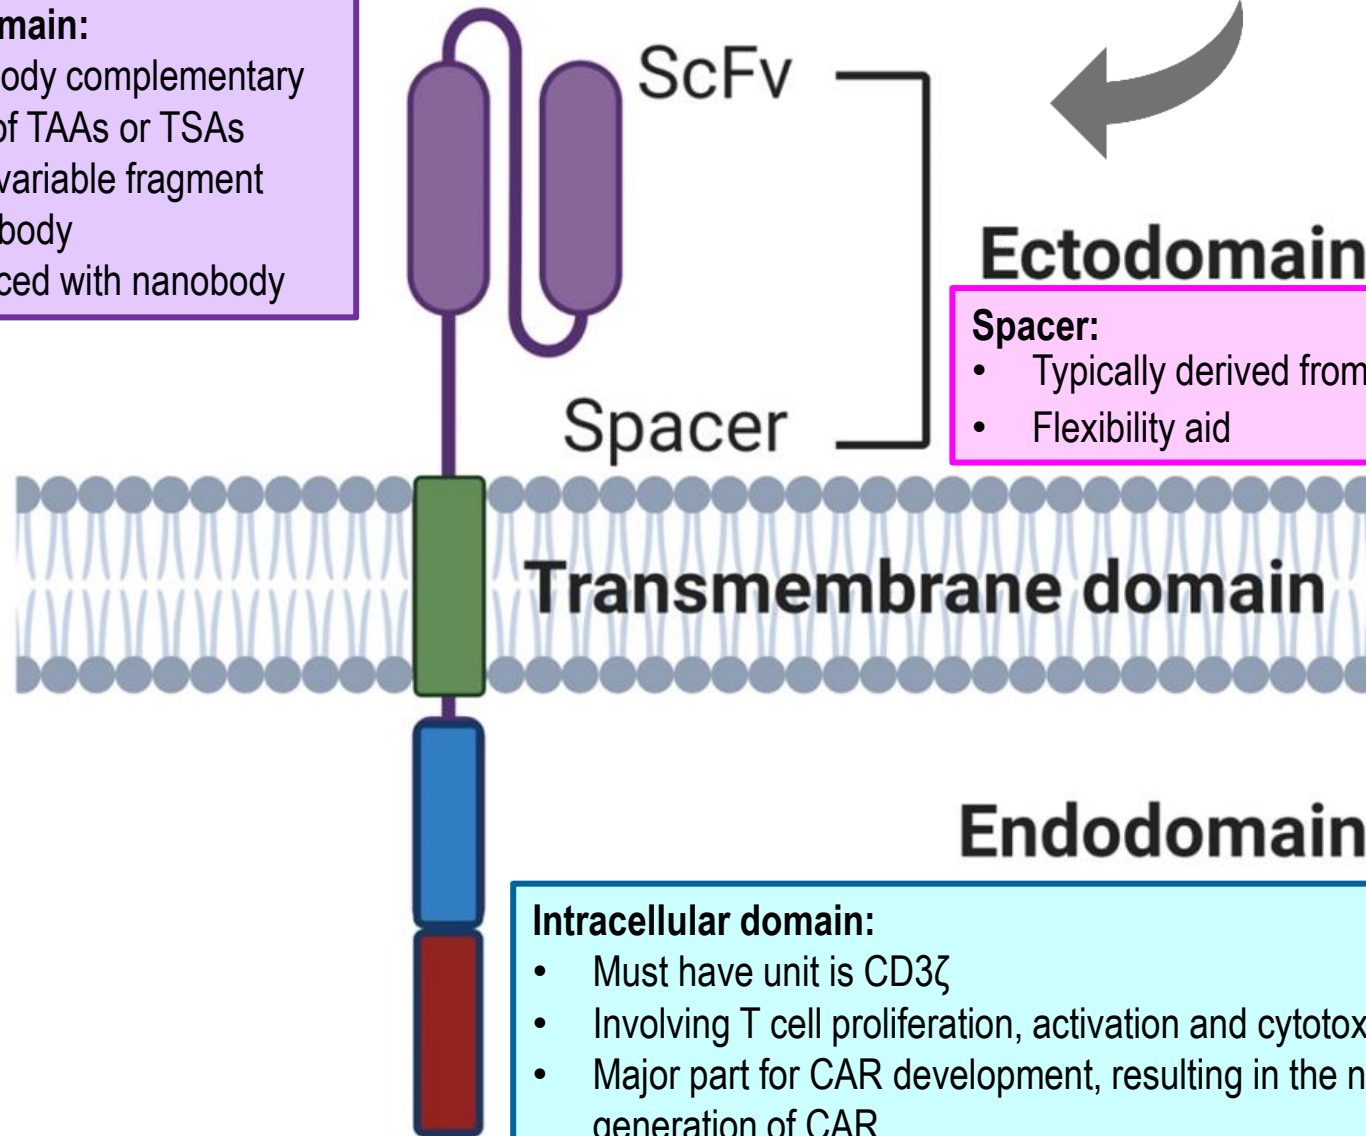 main:
ody complementary
of TAAs or TSAs
variable fragment
body
ced with nanobody
ScFv
Ectodomain
Spacer:
• Typically derived from
• Flexibility aid
Spacer
Transmembrane domain
Endodomain
Intracellular domain:
• Must have unit is CD3ζ
• Involving T cell proliferation, activation and cytotox
• Major part for CAR development, resulting in the n
generation of CAR